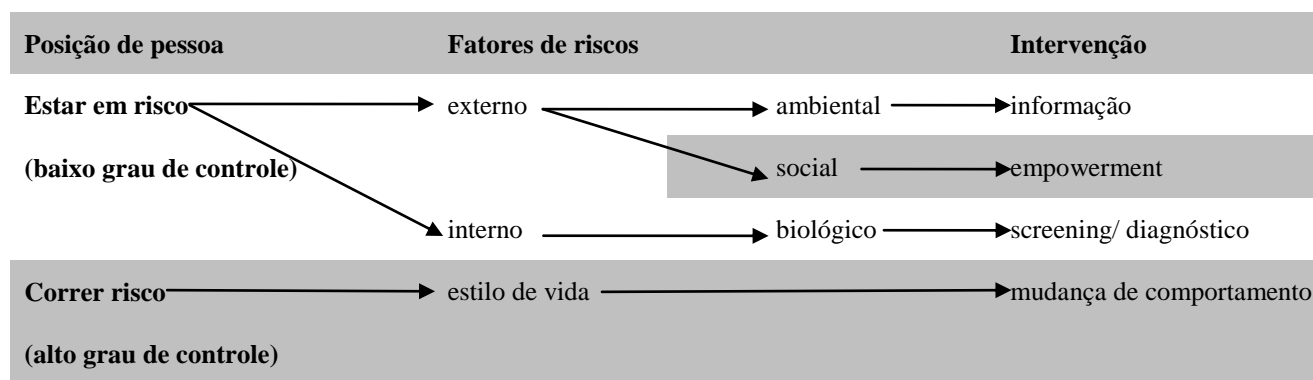 Posição de pessoa Fatores de riscos Intervenção
Estar em risco externo ambiental informação
(baixo grau de controle) social empowerment
interno biológico screening/ diagnóstico
Correr risco estilo de vida mudança de comportamento
(alto grau de controle)